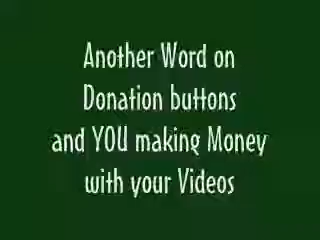 Another Word on
Donation buttons
and YOU making Money
with your Videos